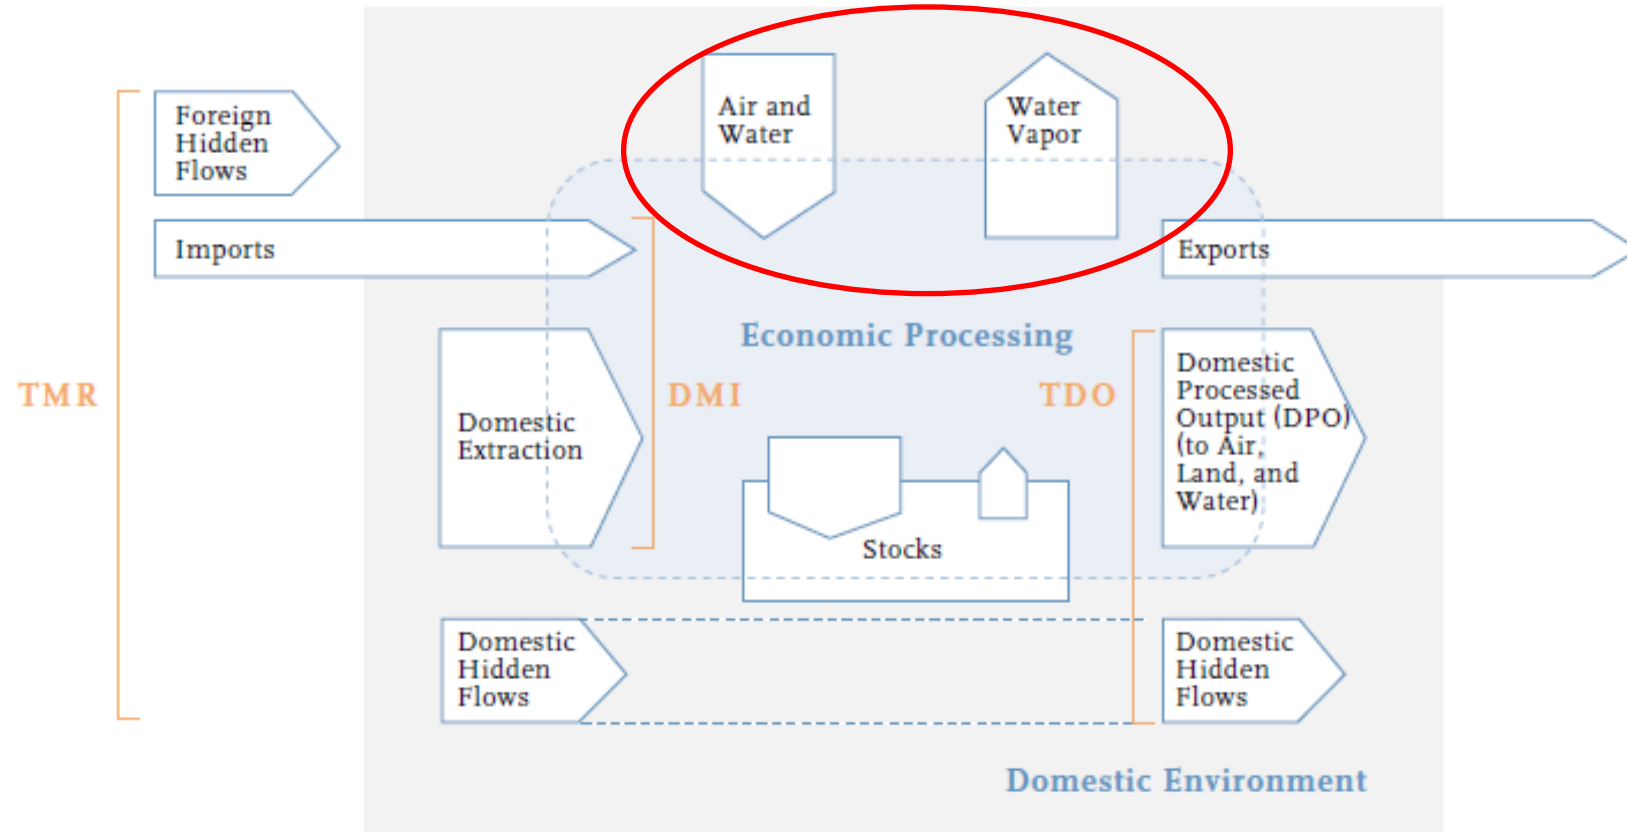 Air and
Water
Water
Vapor
Foreign
Hidden
Flows
Imports
Exports
Economic Processing
TMR
DMI
TDO
Domestic
Extraction
Domestic
Processed
Output (DPO)
(to Air,
Land, and
Water)
Stocks
Domestic
Hidden
Flows
Domestic
Hidden
Flows
Domestic Environment